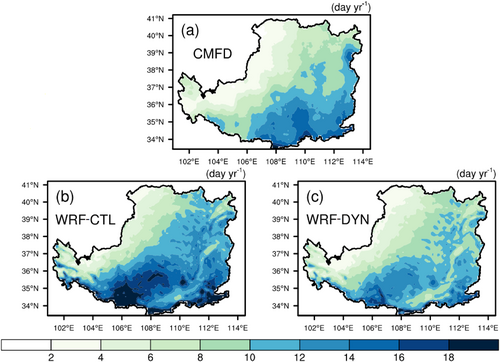 (day yr-1)
(a)
CMFD
41°N
40°N
39°N
38°N
37°N
36°N
35°N
34°N
102°E 104°E 106°E 108°E 110°E 112°E 114°E
(day yr-1) (day yr-1)
(b) (c)
WRF-CTL WRF-DYN
41°N 41°N
40°N 40°N
39°N 39°N
38°N 38°N
37°N 37°N
36°N 36°N
35°N 35°N
34°N 34°N
102°E 104°E 106°E 108°E 110°E 112°E 114°E 102°E 104°E 106°E 108°E 110°E 112°E 114°E
2 4 6 8 10 12 14 16 18